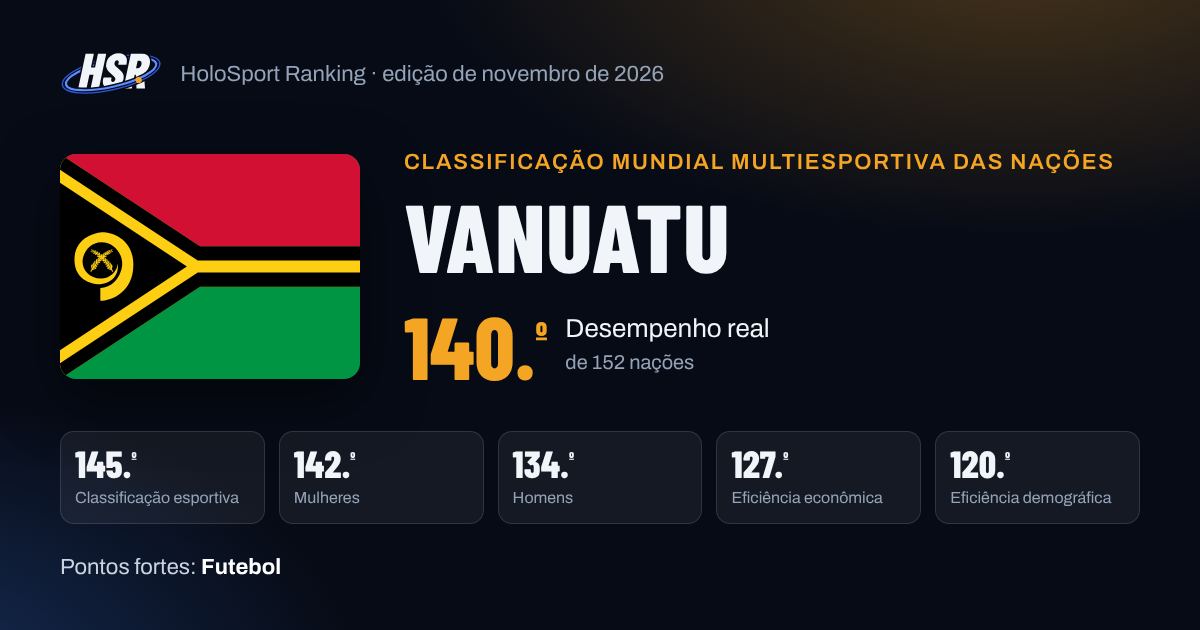 HSR
HoloSport Ranking · edição de novembro de 2026
CLASSIFICAÇÃO MUNDIAL MULTIESPORTIVA DAS NAÇÕES
VANUATU
140.º
Desempenho real
de 152 nações
145.º
Classificação esportiva
142.º
Mulheres
134.º
Homens
127.º
Eficiência econômica
120.º
Eficiência demográfica
Pontos fortes: Futebol